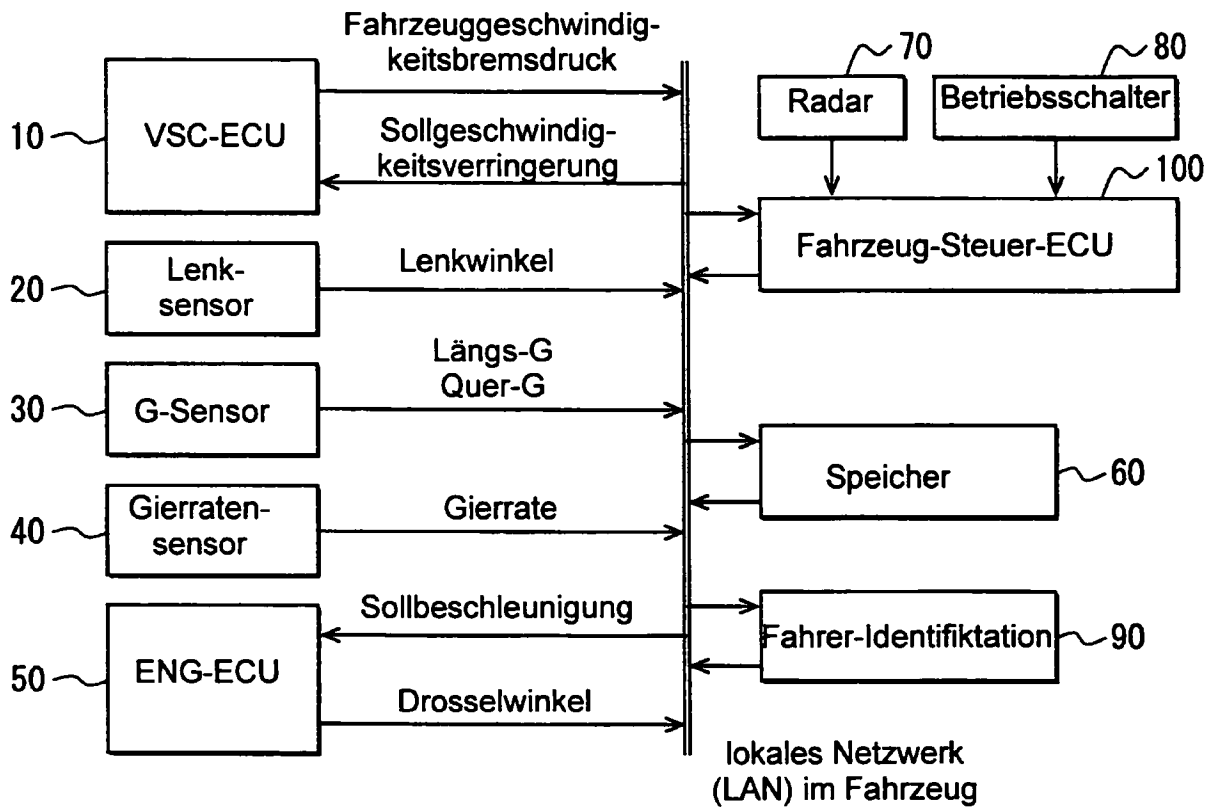 Fahrzeuggeschwindig-
keitsbremsdruck
10
VSC-ECU
Sollgeschwindig-
keitsverringerung
70
80
Radar
Betriebsschalter
100
Fahrzeug-Steuer-ECU
20
Lenk-
sensor
Lenkwinkel
Längs-G
Quer-G
30
G-Sensor
Speicher
60
40
Gierraten-
sensor
Gierrate
Sollbeschleunigung
50
ENG-ECU
Drosselwinkel
Fahrer-Identifiktation
90
lokales Netzwerk
(LAN) im Fahrzeug